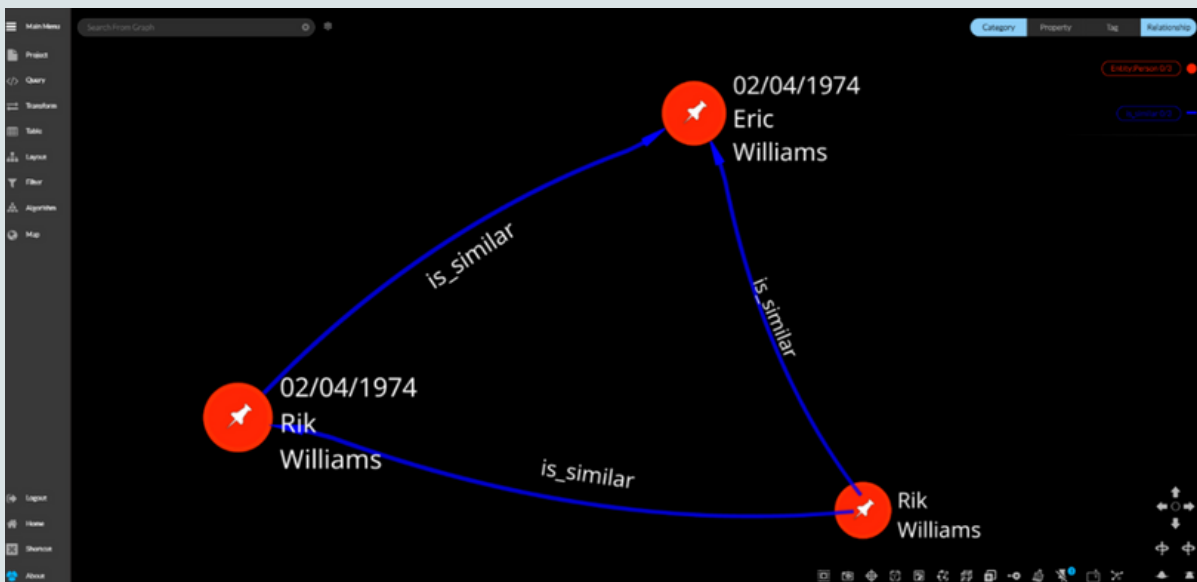 Main Menu
Search From Graph
Category Property Tag Relationship
Project
Query
Transform
Table
Layout
Filter
Algorithm
Map
02/04/1974
Eric
Williams
is_similar
is_similar
02/04/1974
Rik
Williams
is_similar
Rik
Williams
Logout
Home
Shortcut
About